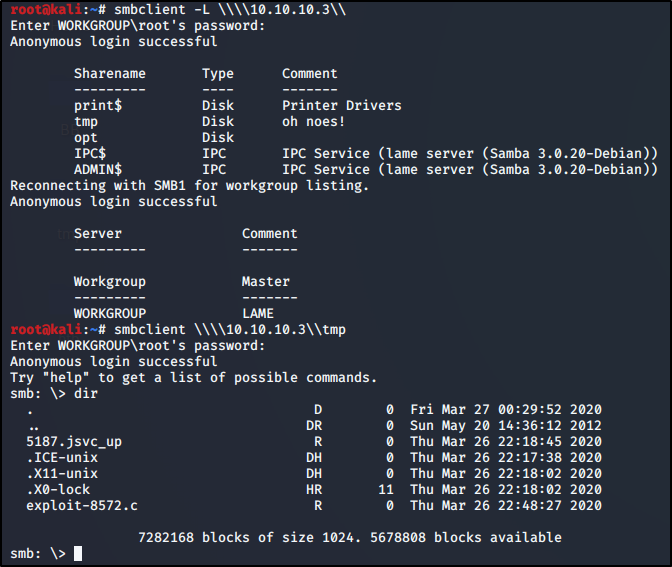 root@kali:~# smbclient -L \\\\10.10.10.3\\
Enter WORKGROUP\root's password:
Anonymous login successful
Sharename       Type      Comment
---------       ----      -------
print$          Disk      Printer Drivers
tmp             Disk      oh noes!
opt             Disk
IPC$            IPC       IPC Service (lame server (Samba 3.0.20-Debian))
ADMIN$          IPC       IPC Service (lame server (Samba 3.0.20-Debian))
Reconnecting with SMB1 for workgroup listing.
Anonymous login successful
Server               Comment
---------            -------
Workgroup            Master
---------            -------
WORKGROUP            LAME
root@kali:~# smbclient \\\\10.10.10.3\\tmp
Enter WORKGROUP\root's password:
Anonymous login successful
Try "help" to get a list of possible commands.
smb: \> dir
.                                   D        0  Fri Mar 27 00:29:52 2020
..                                 DR        0  Sun May 20 14:36:12 2012
5187.jsvc_up                        R        0  Thu Mar 26 22:18:45 2020
.ICE-unix                          DH        0  Thu Mar 26 22:17:38 2020
.X11-unix                          DH        0  Thu Mar 26 22:18:02 2020
.X0-lock                           HR       11  Thu Mar 26 22:18:02 2020
exploit-8572.c                      R        0  Thu Mar 26 22:48:27 2020
7282168 blocks of size 1024. 5678808 blocks available
smb: \>